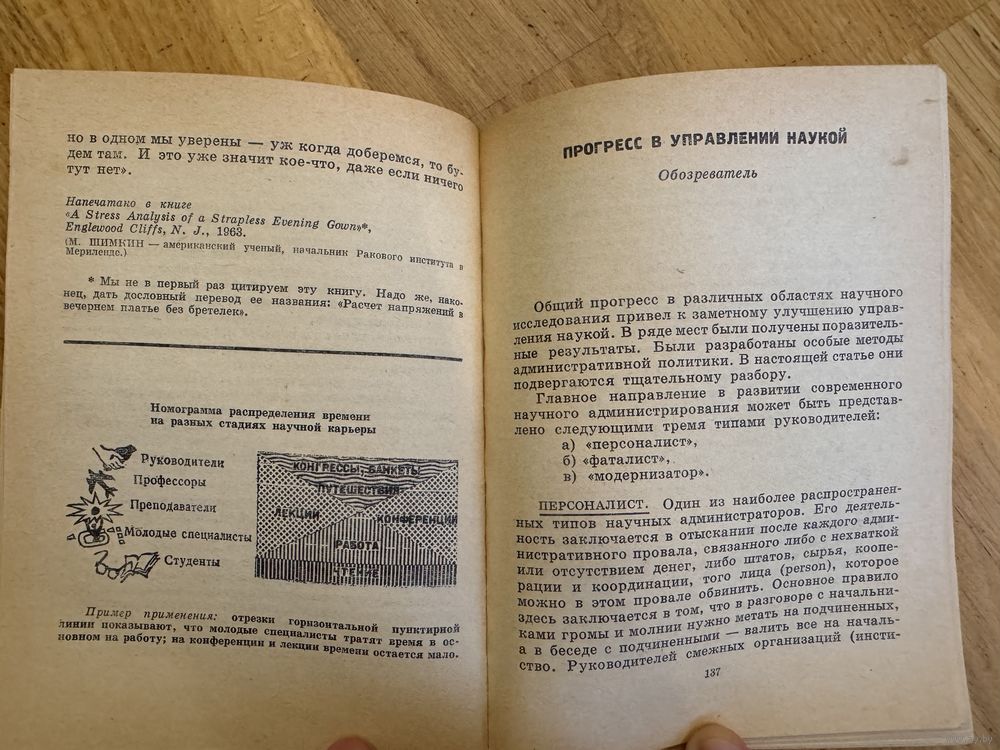 но в одном мы уверены — уж когда доберемся, то бу-
дем там. И это уже значит кое-что, даже если ничего
тут нет».
Напечатано в книге
«A Stress Analysis of a Strapless Evening Gown»*,
Englewood Cliffs, N. J., 1963.
(М. ШИМКИН — американский ученый, начальник Ракового института в
Мериленде.)
* Мы не в первый раз цитируем эту книгу. Надо же, нако-
нец, дать дословный перевод ее названия: «Расчет напряжений в
вечернем платье без бретелек».
Номограмма распределения времени
на разных стадиях научной карьеры
Руководители
Профессоры
Преподаватели
Молодые специалисты
Студенты
КОНГРЕССЫ, БАНКЕТЫ
ПУТЕШЕСТВИЯ
ЛЕКЦИИ
КОНФЕРЕНЦИИ
РАБОТА
ЧТЕНИЕ
Пример применения: отрезки горизонтальной пунктирной
линии показывают, что молодые специалисты тратят время в ос-
новном на работу; на конференции и лекции времени остается мало.
ПРОГРЕСС В УПРАВЛЕНИИ НАУКОЙ
Обозреватель
Общий прогресс в различных областях научного
исследования привел к заметному улучшению управ-
ления наукой. В ряде мест были получены поразитель-
ные результаты. Были разработаны особые методы
административной политики. В настоящей статье они
подвергаются тщательному разбору.
Главное направление в развитии современного
научного администрирования может быть представ-
лено следующими тремя типами руководителей:
а) «персоналист»,
б) «фаталист»,
в) «модернизатор».
ПЕРСОНАЛИСТ. Один из наиболее распространен-
ных типов научных администраторов. Его деятель-
ность заключается в отыскании после каждого адми-
нистративного провала, связанного либо с нехваткой
или отсутствием денег, либо штатов, сырья, коопе-
рации и координации, того лица (person), которое
можно в этом провале обвинить. Основное правило
здесь заключается в том, что в разговоре с начальни-
ками громы и молнии нужно метать на подчиненных,
а в беседе с подчиненными — валить все на началь-
ство. Руководителей смежных организаций (инсти-
137